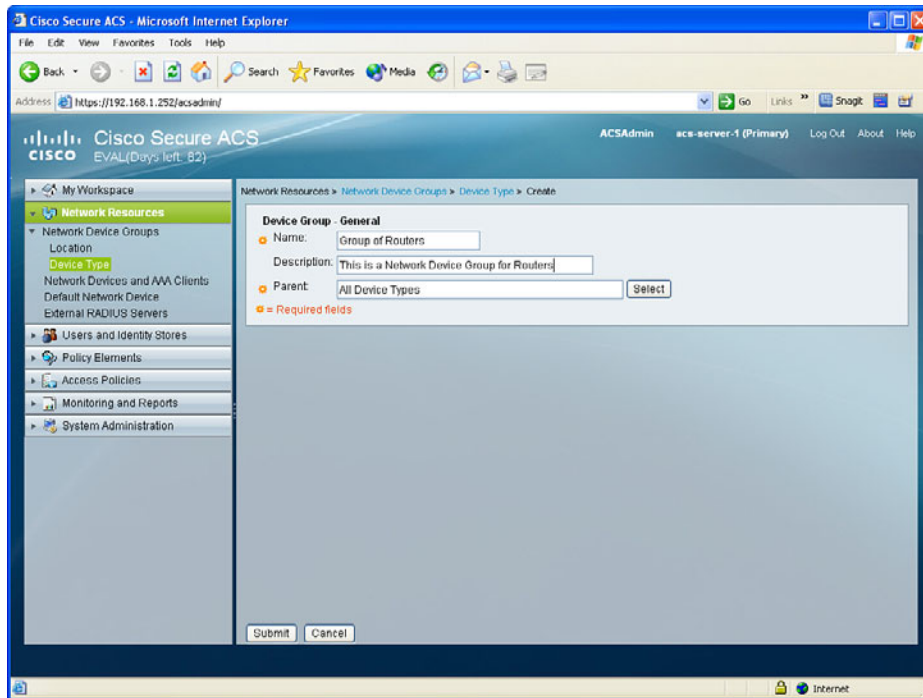 Cisco Secure ACS - Microsoft Internet Explorer
File Edit View Favorites Tools Help
Back Search Favorites Media
Address https://192.168.1.252/acsadmin/ Go Links » SnagIt
CISCO Cisco Secure ACS ACSAdmin acs-server-1 (Primary) Log Out About Help
EVAL(Days left: 82)
My Workspace
Network Resources
Network Device Groups
Location
Device Type
Network Devices and AAA Clients
Default Network Device
External RADIUS Servers
Users and Identity Stores
Policy Elements
Access Policies
Monitoring and Reports
System Administration
Network Resources > Network Device Groups > Device Type > Create
Device Group - General
Name: Group of Routers
Description: This is a Network Device Group for Routers
Parent: All Device Types Select
= Required fields
Submit Cancel
Internet